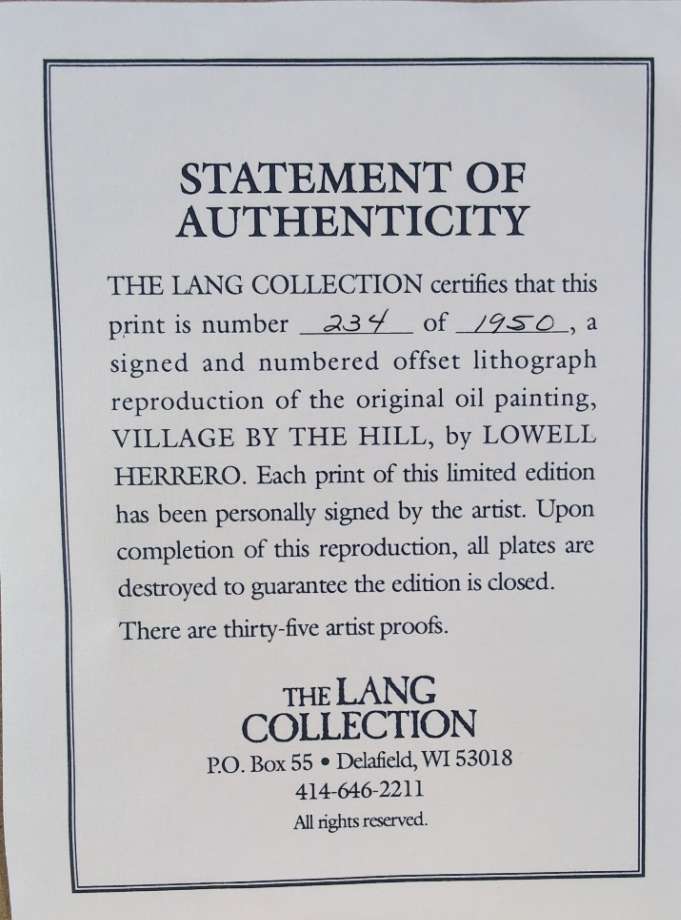 STATEMENT OF
AUTHENTICITY
THE LANG COLLECTION certifies that this
print is number 234 of 1950, a
signed and numbered offset lithograph
reproduction of the original oil painting,
VILLAGE BY THE HILL, by LOWELL
HERRERO. Each print of this limited edition
has been personally signed by the artist. Upon
completion of this reproduction, all plates are
destroyed to guarantee the edition is closed.
There are thirty-five artist proofs.
THE LANG
COLLECTION
P.O. Box 55 • Delafield, WI 53018
414-646-2211
All rights reserved.